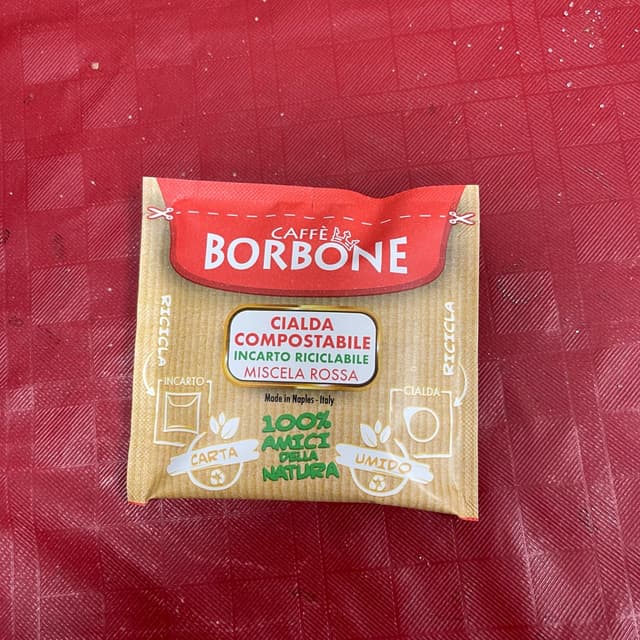 CAFFÈ
BORBONE
CIALDA
COMPOSTABILE
INCARTO RICICLABILE
MISCELA ROSSA
Made in Naples - Italy
RICICLA
INCARTO
CARTA
100%
AMICI
DELLA
NATURA
RICICLA
CIALDA
UMIDO